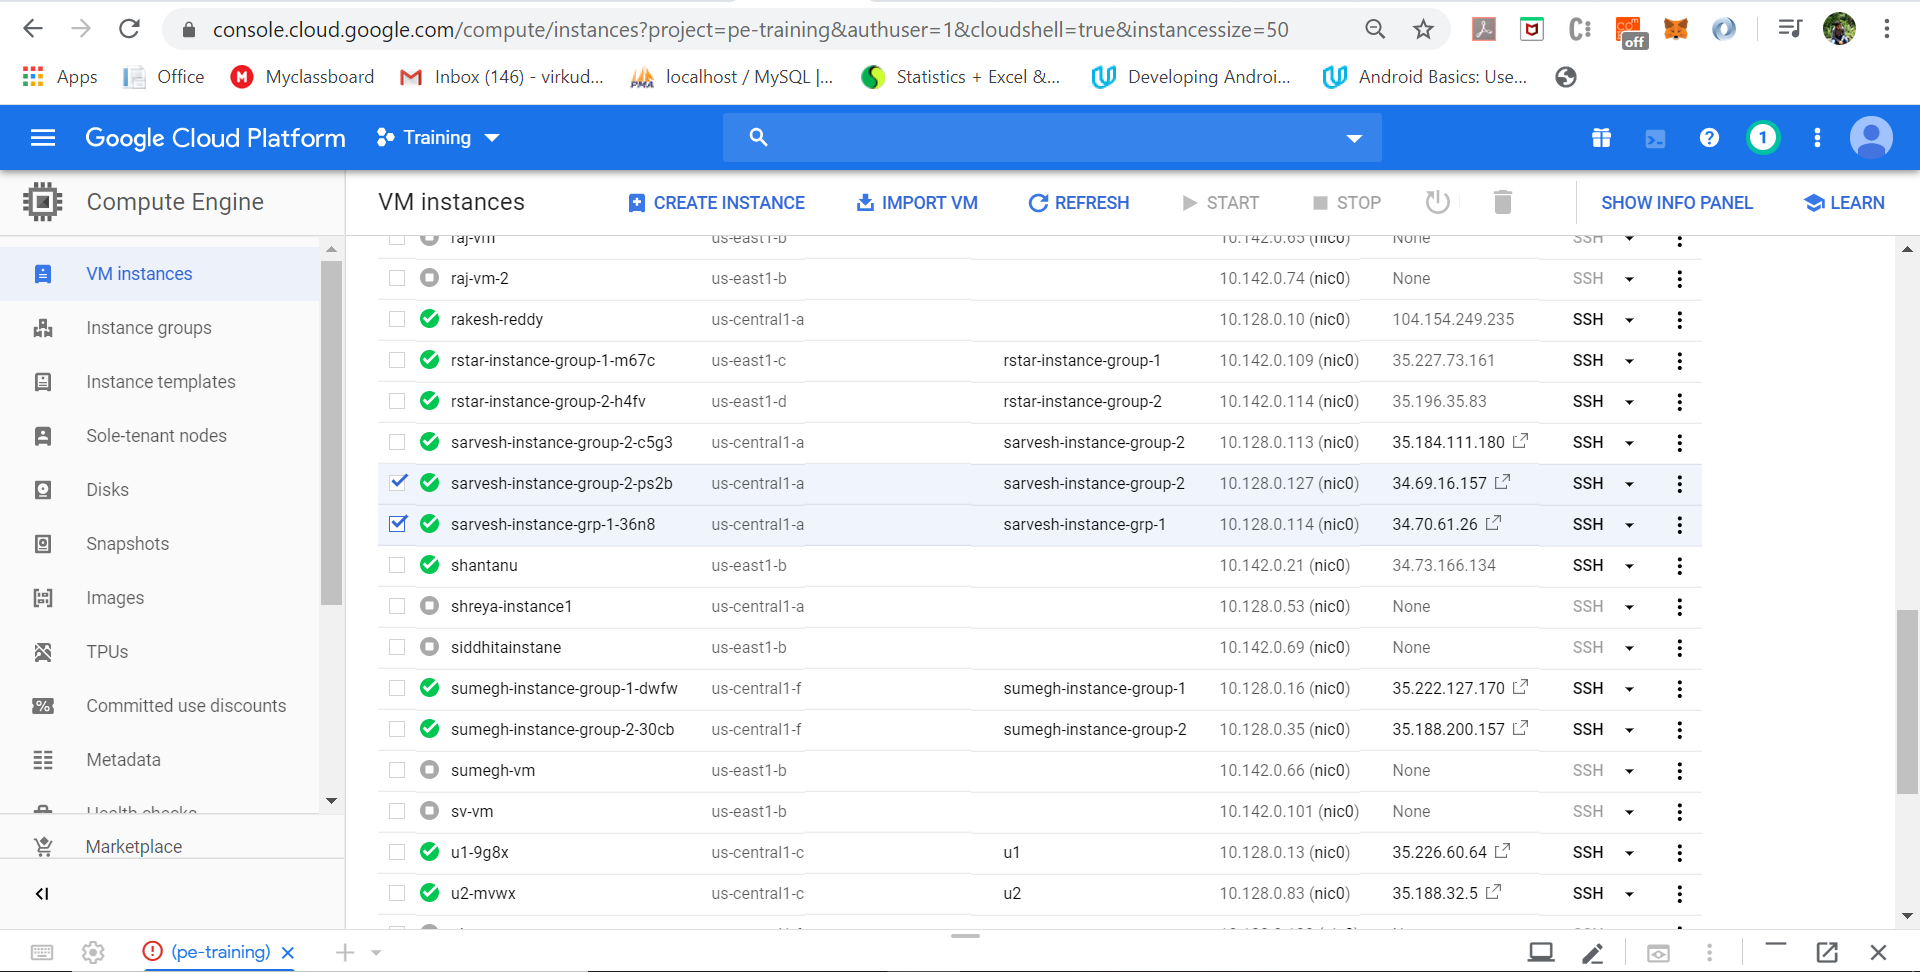 console.cloud.google.com/compute/instances?project=pe-training&authuser=1&cloudshell=true&instancessize=50
off
Apps Office Myclassboard Inbox (146) - virkud... localhost / MySQL |... Statistics + Excel &... Developing Androi... Android Basics: Use...
Google Cloud Platform Training 1
Compute Engine
VM instances CREATE INSTANCE IMPORT VM REFRESH START STOP SHOW INFO PANEL LEARN
VM instances
Instance groups
Instance templates
Sole-tenant nodes
Disks
Snapshots
Images
TPUs
Committed use discounts
Metadata
Health checks
Marketplace
raj-vm us-east1-b 10.142.0.65 (nic0) None SSH
raj-vm-2 us-east1-b 10.142.0.74 (nic0) None SSH
rakesh-reddy us-central1-a 10.128.0.10 (nic0) 104.154.249.235 SSH
rstar-instance-group-1-m67c us-east1-c rstar-instance-group-1 10.142.0.109 (nic0) 35.227.73.161 SSH
rstar-instance-group-2-h4fv us-east1-d rstar-instance-group-2 10.142.0.114 (nic0) 35.196.35.83 SSH
sarvesh-instance-group-2-c5g3 us-central1-a sarvesh-instance-group-2 10.128.0.113 (nic0) 35.184.111.180 SSH
sarvesh-instance-group-2-ps2b us-central1-a sarvesh-instance-group-2 10.128.0.127 (nic0) 34.69.16.157 SSH
sarvesh-instance-grp-1-36n8 us-central1-a sarvesh-instance-grp-1 10.128.0.114 (nic0) 34.70.61.26 SSH
shantanu us-east1-b 10.142.0.21 (nic0) 34.73.166.134 SSH
shreya-instance1 us-central1-a 10.128.0.53 (nic0) None SSH
siddhitainstane us-east1-b 10.142.0.69 (nic0) None SSH
sumegh-instance-group-1-dwfw us-central1-f sumegh-instance-group-1 10.128.0.16 (nic0) 35.222.127.170 SSH
sumegh-instance-group-2-30cb us-central1-f sumegh-instance-group-2 10.128.0.35 (nic0) 35.188.200.157 SSH
sumegh-vm us-east1-b 10.142.0.66 (nic0) None SSH
sv-vm us-east1-b 10.142.0.101 (nic0) None SSH
u1-9g8x us-central1-c u1 10.128.0.13 (nic0) 35.226.60.64 SSH
u2-mvwx us-central1-c u2 10.128.0.83 (nic0) 35.188.32.5 SSH
(pe-training)